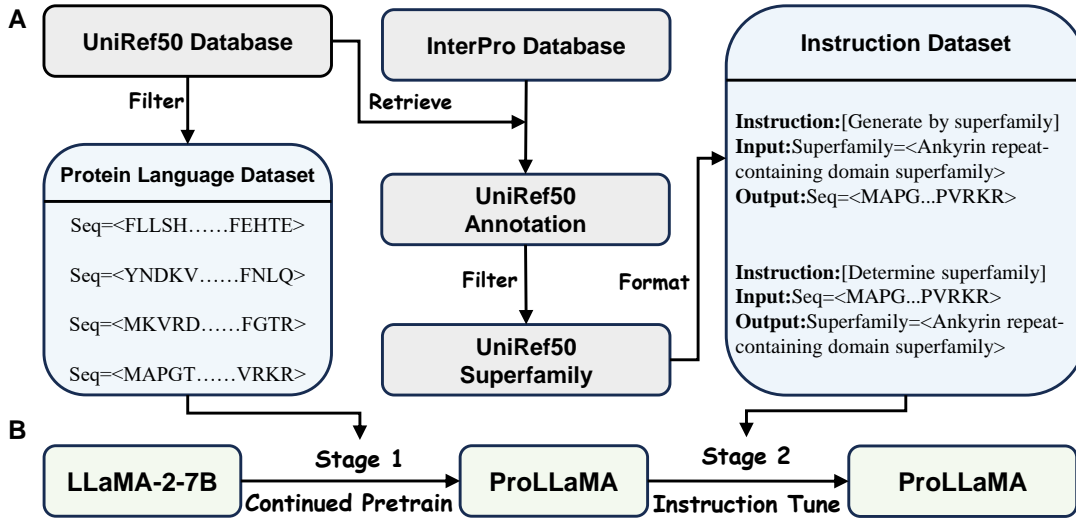 A
UniRef50 Database
InterPro Database
Instruction Dataset
Filter
Retrieve
Protein Language Dataset
Seq=<FLLSH……FEHTE>
Seq=<YNDKV……FNLQ>
Seq=<MKVRD……FGTR>
Seq=<MAPGT……VRKR>
UniRef50
Annotation
Filter
Format
UniRef50
Superfamily
Instruction:[Generate by superfamily]
Input:Superfamily=<Ankyrin repeat-
containing domain superfamily>
Output:Seq=<MAPG...PVRKR>
Instruction:[Determine superfamily]
Input:Seq=<MAPG...PVRKR>
Output:Superfamily=<Ankyrin repeat-
containing domain superfamily>
B
LLaMA-2-7B
Stage 1
Continued Pretrain
ProLLaMA
Stage 2
Instruction Tune
ProLLaMA